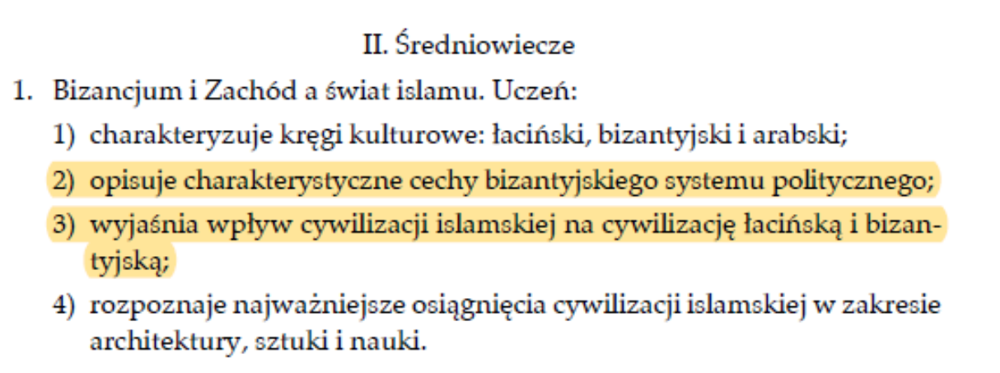 II. Średniowiecze
1. Bizancjum i Zachód a świat islamu. Uczeń:
1) charakteryzuje kręgi kulturowe: łaciński, bizantyjski i arabski;
2) opisuje charakterystyczne cechy bizantyjskiego systemu politycznego;
3) wyjaśnia wpływ cywilizacji islamskiej na cywilizację łacińską i bizan-
tyjską;
4) rozpoznaje najważniejsze osiągnięcia cywilizacji islamskiej w zakresie
architektury, sztuki i nauki.